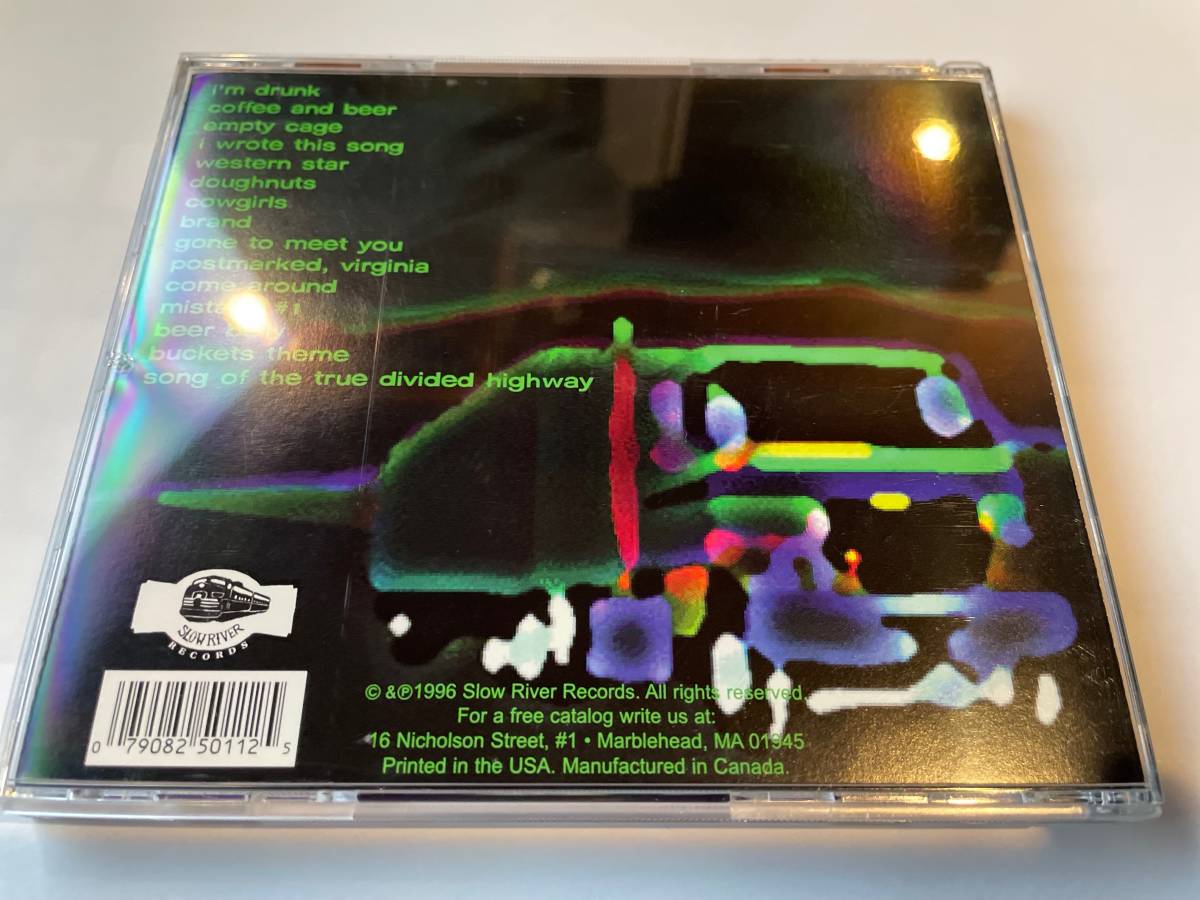 i'm drunk
coffee and beer
empty cage
i wrote this song
western star
doughnuts
cowgirls
brand
gone to meet you
postmarked, virginia
come around
#1
beer
buckets theme
song of the true divided highway
SLOW RIVER
RECORDS
0 79082 50112 5
© &℗1996 Slow River Records. All rights reserved.
For a free catalog write us at:
16 Nicholson Street, #1 • Marblehead, MA 01945
Printed in the USA. Manufactured in Canada.